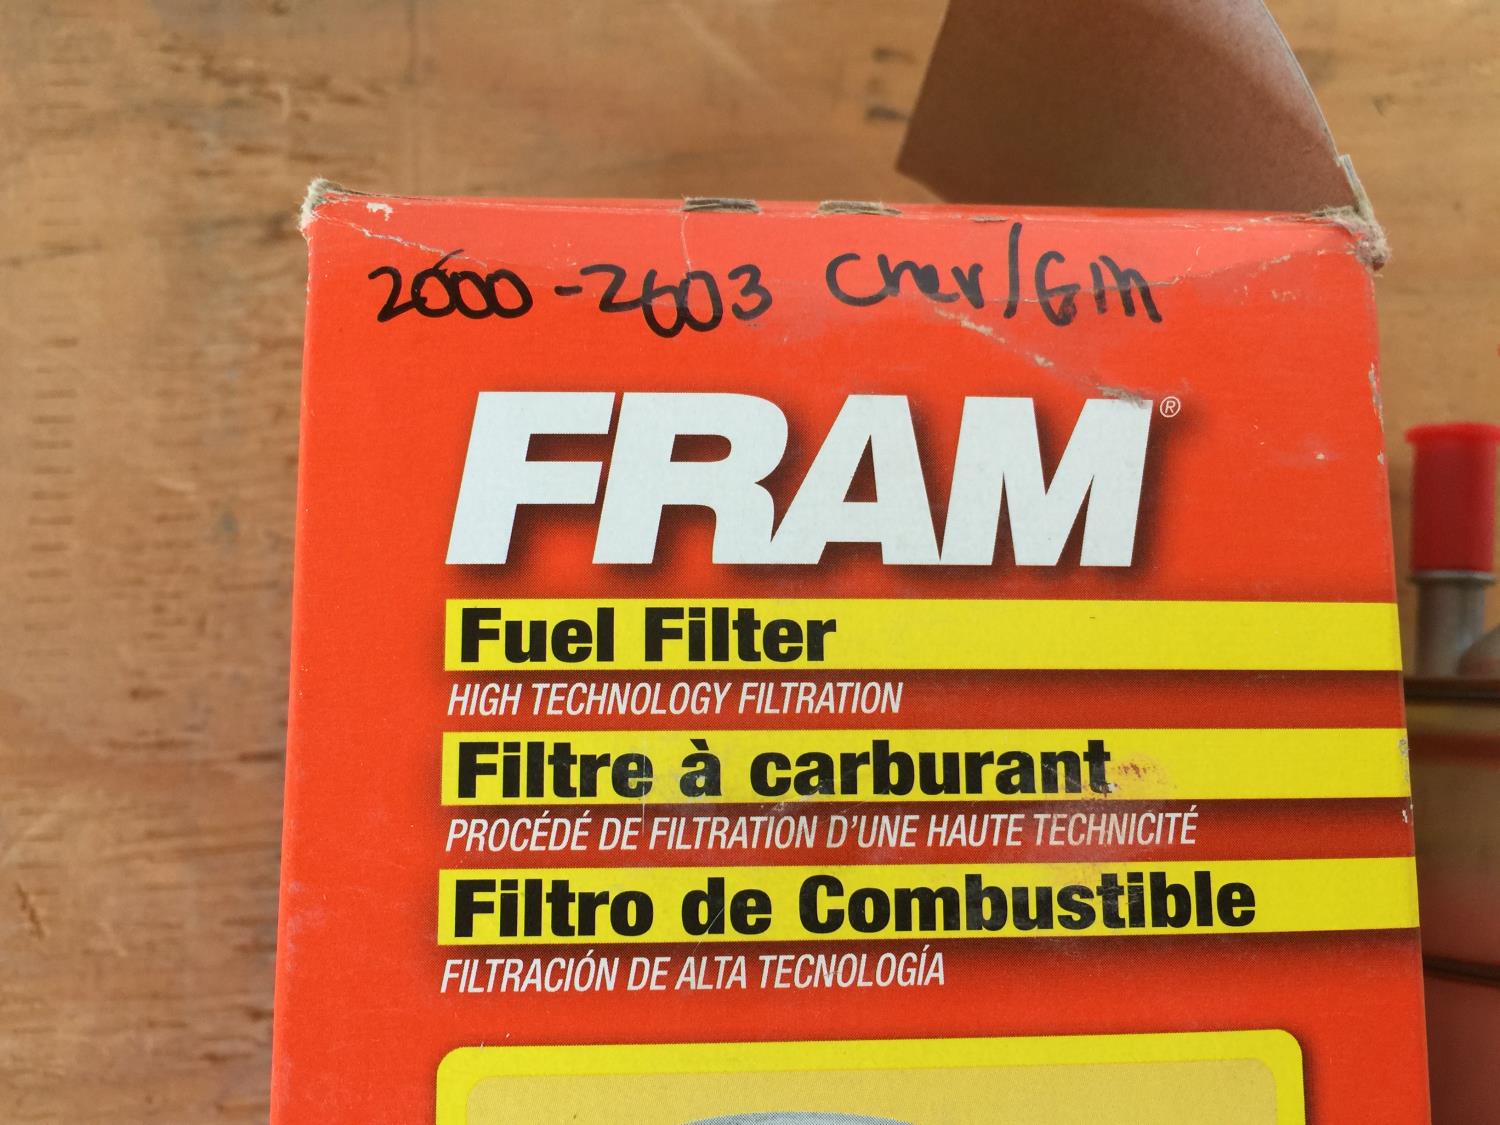 2000-2003 Chev/Gm
FRAM®
Fuel Filter
HIGH TECHNOLOGY FILTRATION
Filtre à carburant
PROCÉDÉ DE FILTRATION D'UNE HAUTE TECHNICITÉ
Filtro de Combustible
FILTRACIÓN DE ALTA TECNOLOGÍA